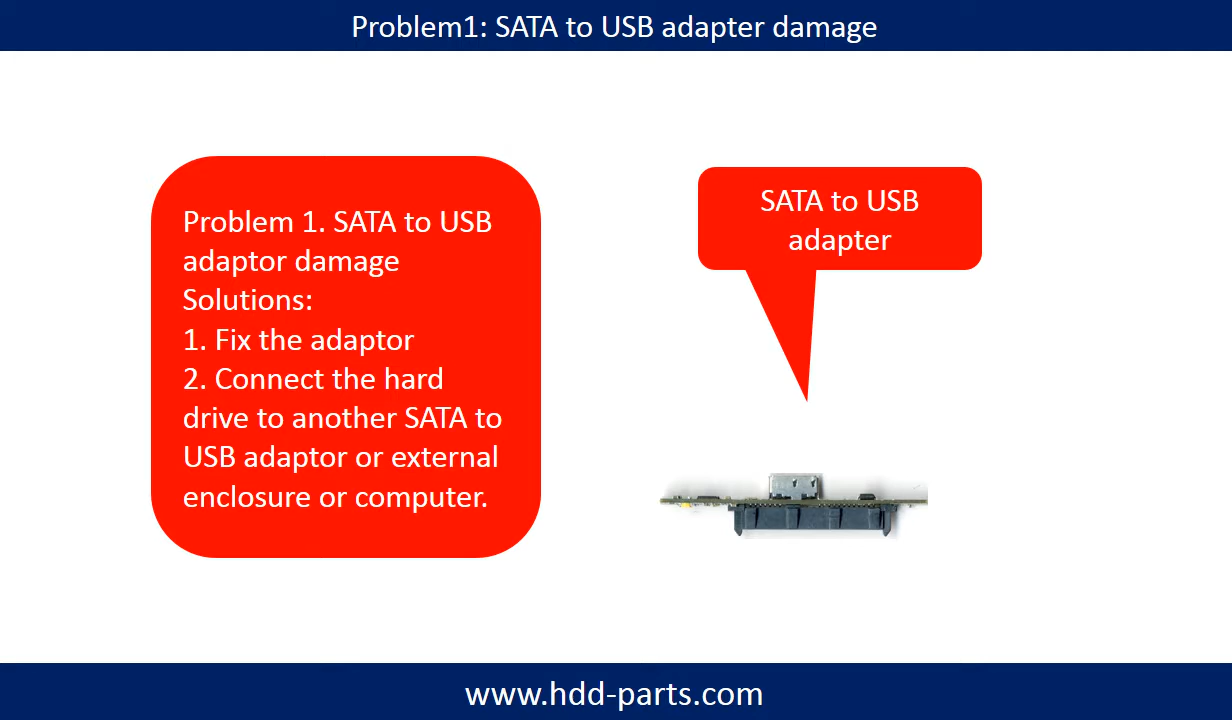 Problem1: SATA to USB adapter damage
Problem 1. SATA to USB
adaptor damage
Solutions:
1. Fix the adaptor
2. Connect the hard
drive to another SATA to
USB adaptor or external
enclosure or computer.
SATA to USB
adapter
www.hdd-parts.com